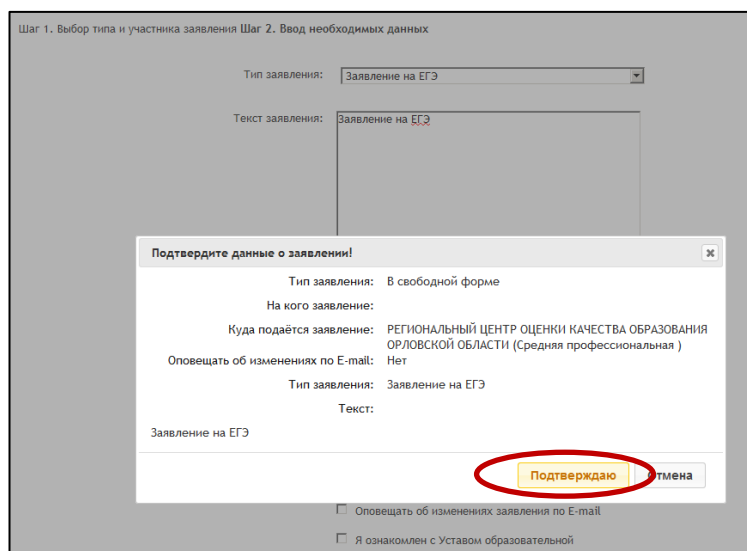 Шаг 1. Выбор типа и участника заявления Шаг 2. Ввод необходимых данных
Тип заявления: Заявление на ЕГЭ
Текст заявления: Заявление на ЕГЭ
Подтвердите данные о заявлении!
Тип заявления: В свободной форме
На кого заявление:
Куда подаётся заявление: РЕГИОНАЛЬНЫЙ ЦЕНТР ОЦЕНКИ КАЧЕСТВА ОБРАЗОВАНИЯ
ОРЛОВСКОЙ ОБЛАСТИ (Средняя профессиональная )
Оповещать об изменениях по E-mail: Нет
Тип заявления: Заявление на ЕГЭ
Текст:
Заявление на ЕГЭ
Подтверждаю Отмена
Оповещать об изменениях заявления по E-mail
Я ознакомлен с Уставом образовательной